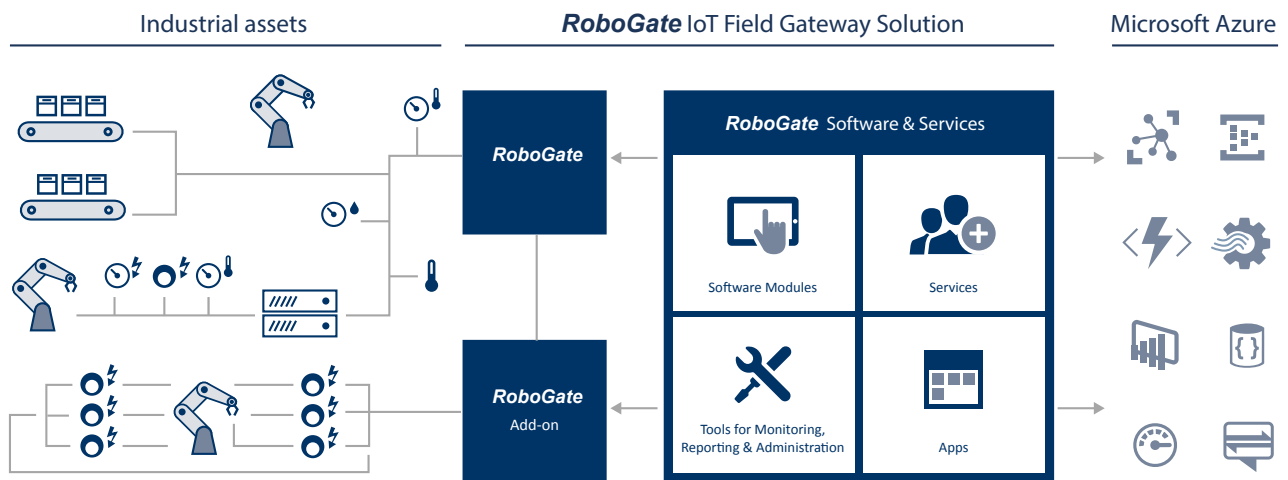 Industrial assets
RoboGate IoT Field Gateway Solution
Microsoft Azure
RoboGate
RoboGate Software & Services
Software Modules
Services
RoboGate
Add-on
Tools for Monitoring,
Reporting & Administration
Apps